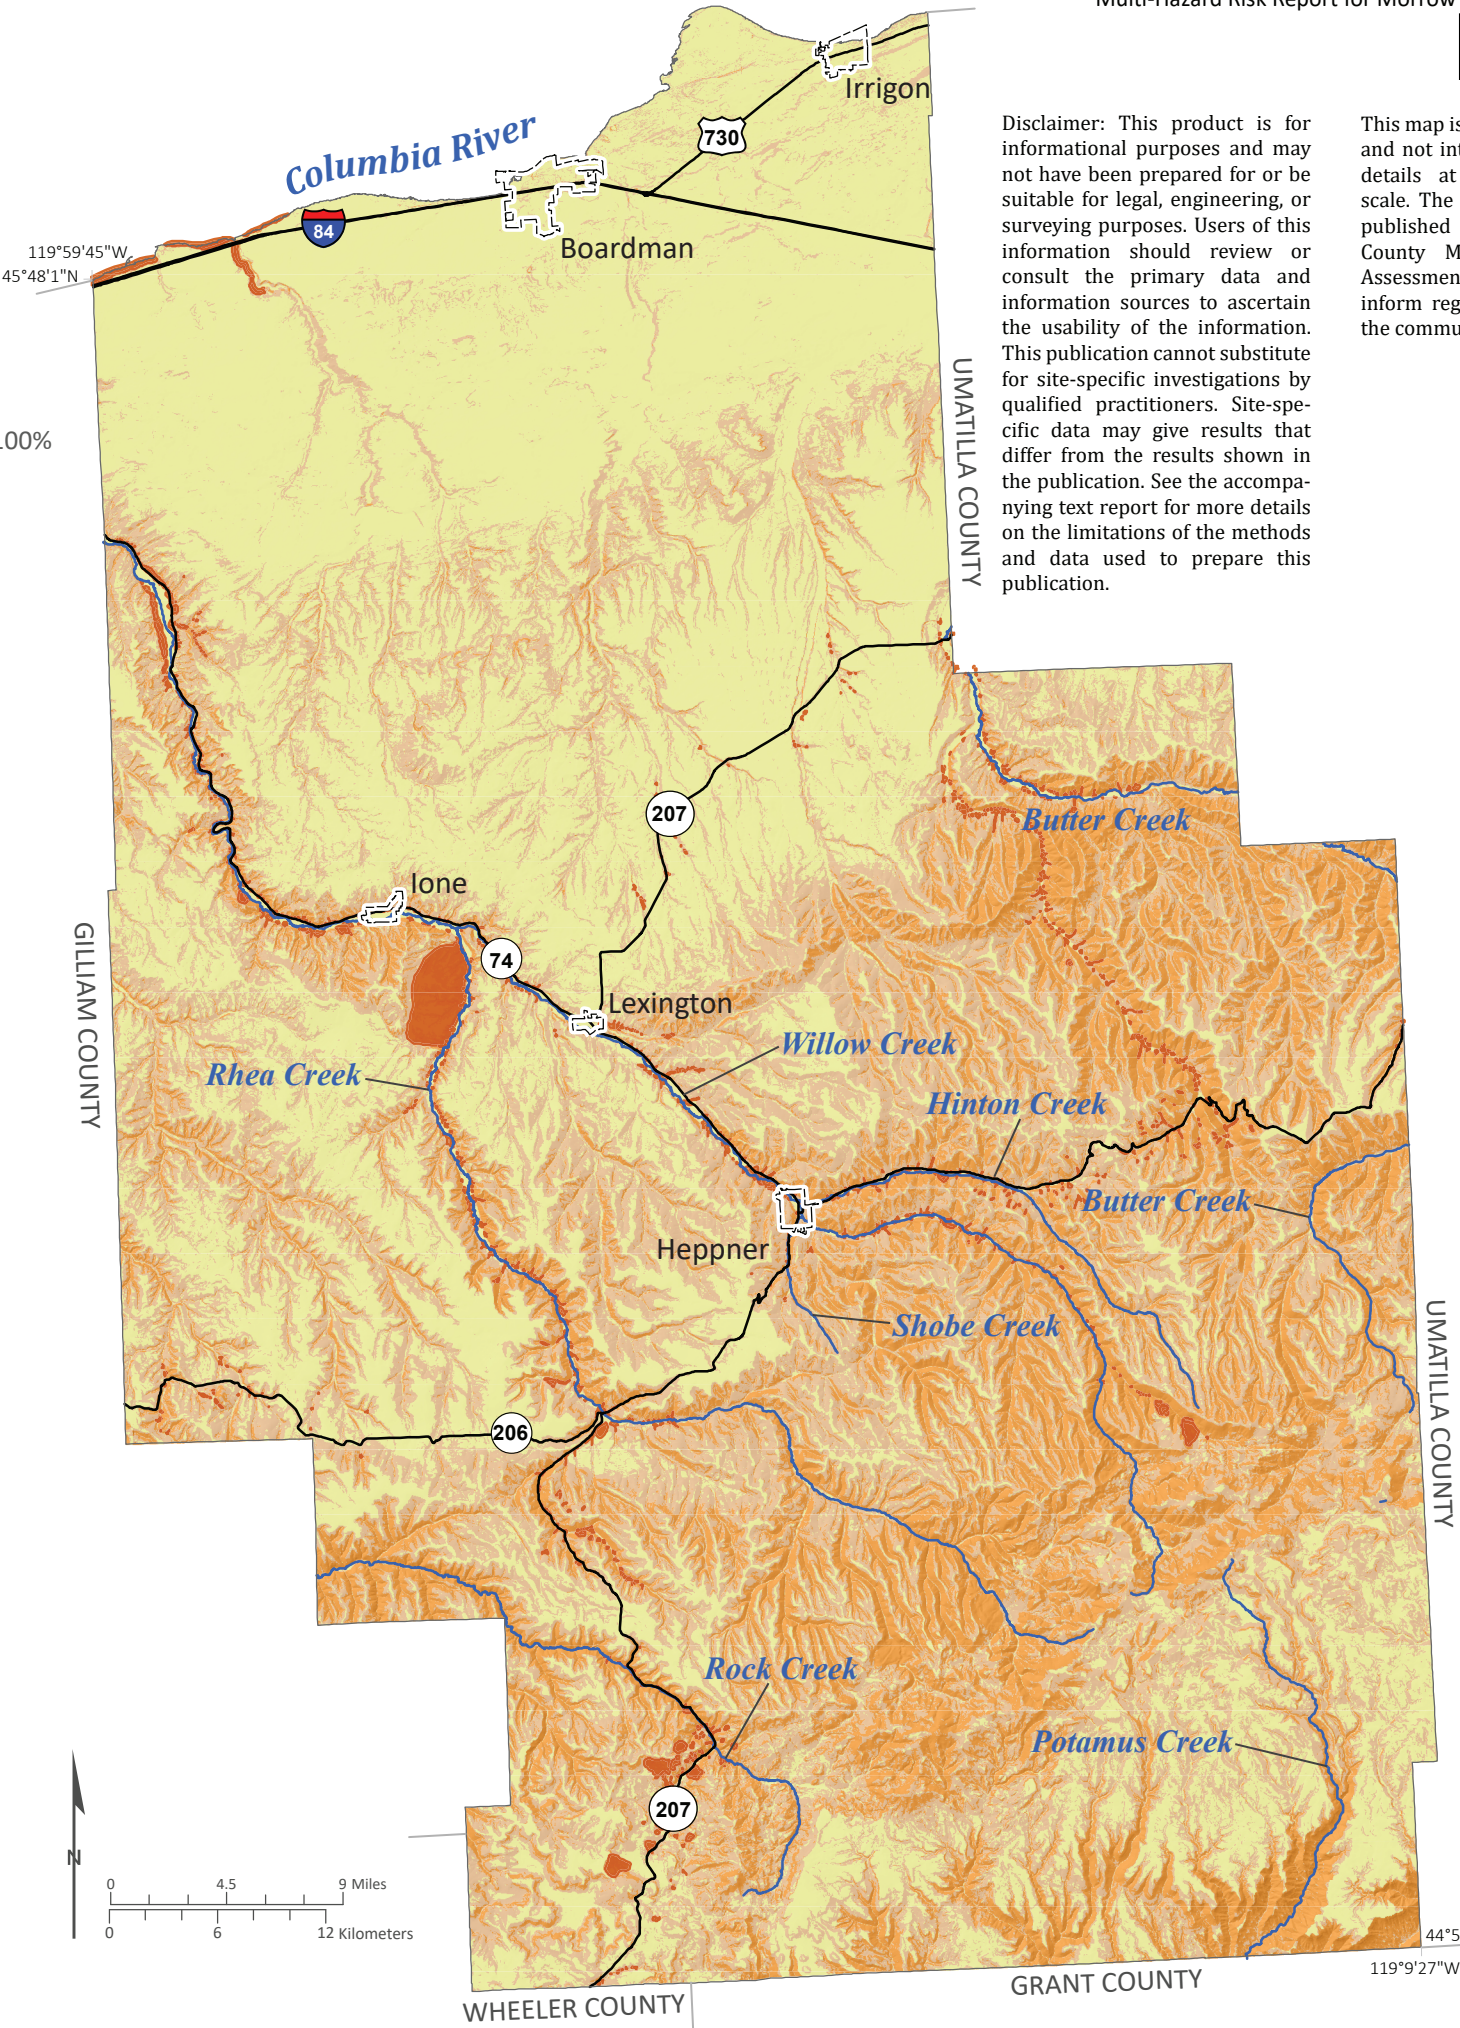 Multi-Hazard Risk Report for Morrow
Irrigon
730
Columbia River
84
Boardman
119°59'45"W
45°48'1"N
Disclaimer: This product is for
informational purposes and may
not have been prepared for or be
suitable for legal, engineering, or
surveying purposes. Users of this
information should review or
consult the primary data and
information sources to ascertain
the usability of the information.
This publication cannot substitute
for site-specific investigations by
qualified practitioners. Site-spe-
cific data may give results that
differ from the results shown in
the publication. See the accompa-
nying text report for more details
on the limitations of the methods
and data used to prepare this
publication.
This map is
and not int
details at
scale. The
published
County M
Assessmen
inform reg
the commu
UMATILLA COUNTY
00%
207
Butter Creek
Ione
74
GILLIAM COUNTY
Lexington
Willow Creek
Rhea Creek
Hinton Creek
Butter Creek
Heppner
Shobe Creek
UMATILLA COUNTY
206
Rock Creek
Potamus Creek
207
N
0 4.5 9 Miles
0 6 12 Kilometers
44°5
119°9'27"W
GRANT COUNTY
WHEELER COUNTY